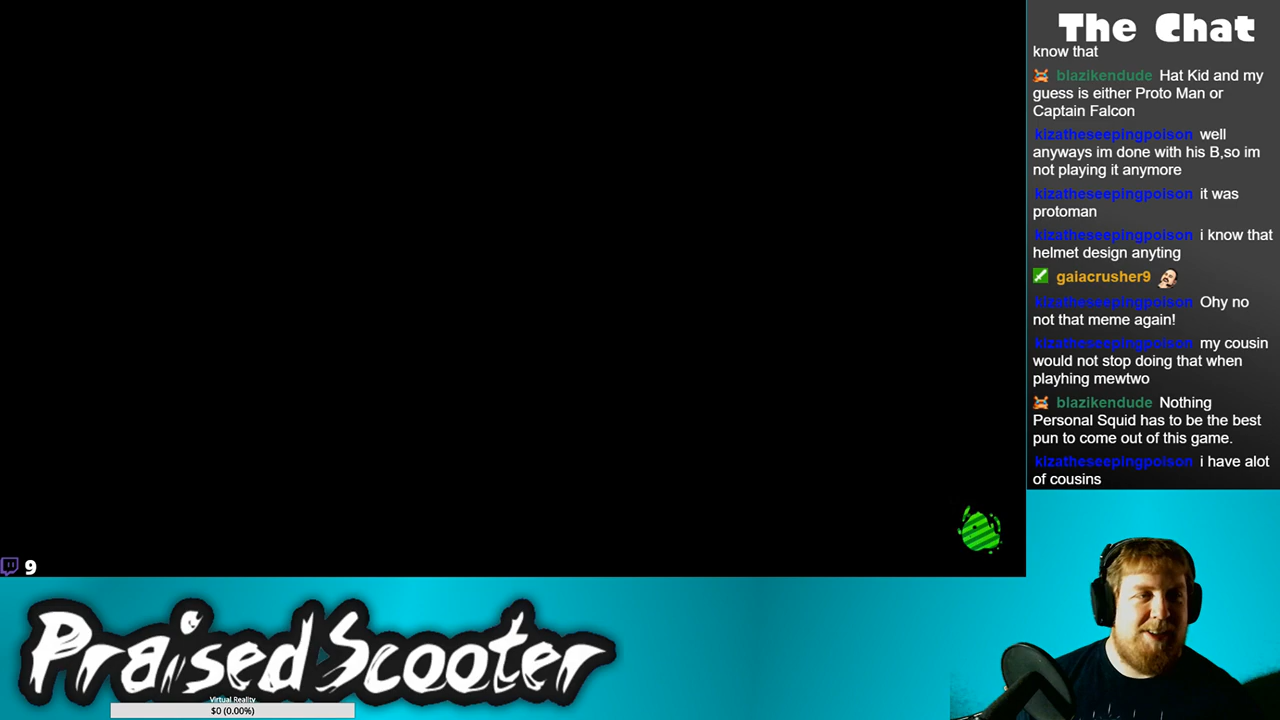 The Chat
know that
blazikendude Hat Kid and my
guess is either Proto Man or
Captain Falcon
kizatheseepingpoison well
anyways im done with his B,so im
not playing it anymore
kizatheseepingpoison it was
protoman
kizatheseepingpoison i know that
helmet design anyting
gaiacrusher9
kizatheseepingpoison Ohy no
not that meme again!
kizatheseepingpoison my cousin
would not stop doing that when
playhing mewtwo
blazikendude Nothing
Personal Squid has to be the best
pun to come out of this game.
kizatheseepingpoison i have alot
of cousins
9
PraisedScooter
Virtual Reality
$0 (0.00%)